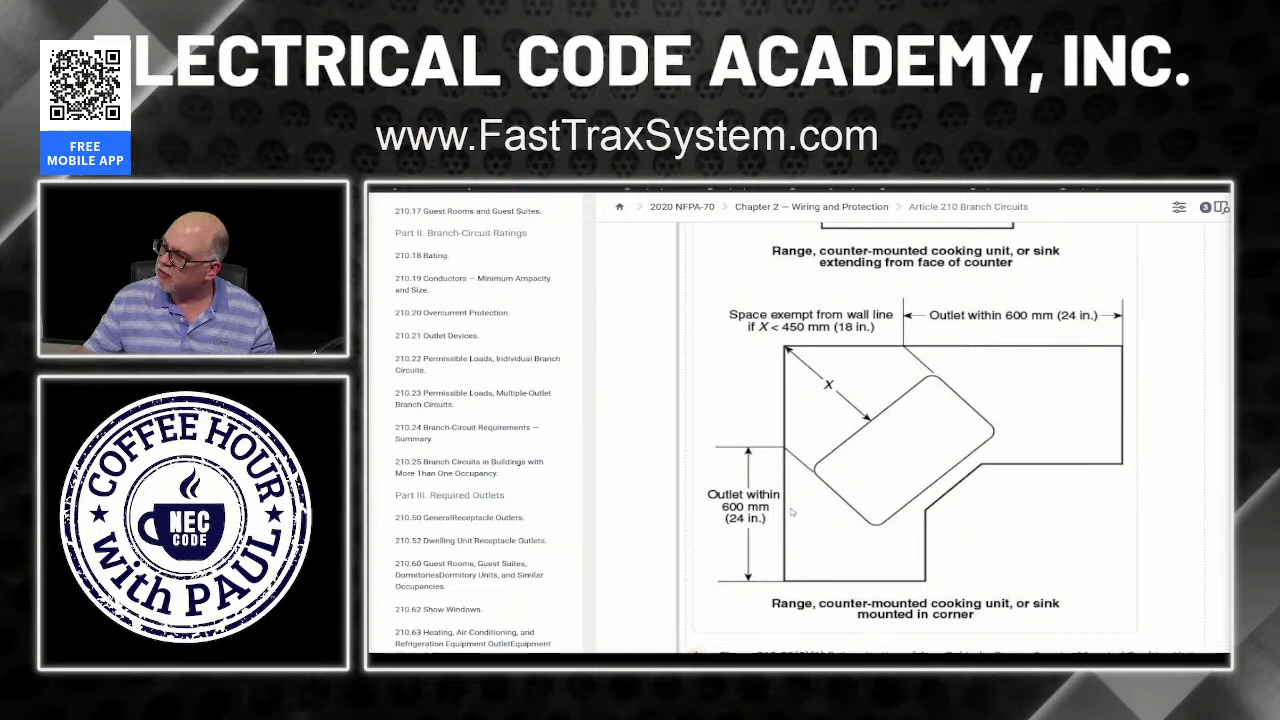 ELECTRICAL CODE ACADEMY, INC.
www.FastTraxSystem.com
FREE
MOBILE APP
COFFEE HOUR
NEC
CODE
with PAUL
210.17 Guest Rooms and Guest Suites.
Part II. Branch-Circuit Ratings
210.18 Rating.
210.19 Conductors — Minimum Ampacity
and Size.
210.20 Overcurrent Protection.
210.21 Outlet Devices.
210.22 Permissible Loads, Individual Branch
Circuits.
210.23 Permissible Loads, Multiple-Outlet
Branch Circuits.
210.24 Branch-Circuit Requirements —
Summary.
210.25 Branch Circuits in Buildings with
More Than One Occupancy.
Part III. Required Outlets
210.50 GeneralReceptacle Outlets.
210.52 Dwelling Unit Receptacle Outlets.
210.60 Guest Rooms, Guest Suites,
DormitoriesDormitory Units, and Similar
Occupancies.
210.62 Show Windows.
210.63 Heating, Air-Conditioning, and
Refrigeration Equipment OutletEquipment
2020 NFPA-70 > Chapter 2 — Wiring and Protection > Article 210 Branch Circuits
3
Range, counter-mounted cooking unit, or sink
extending from face of counter
Space exempt from wall line
if X < 450 mm (18 in.)
Outlet within 600 mm (24 in.)
X
Outlet within
600 mm
(24 in.)
Range, counter-mounted cooking unit, or sink
mounted in corner